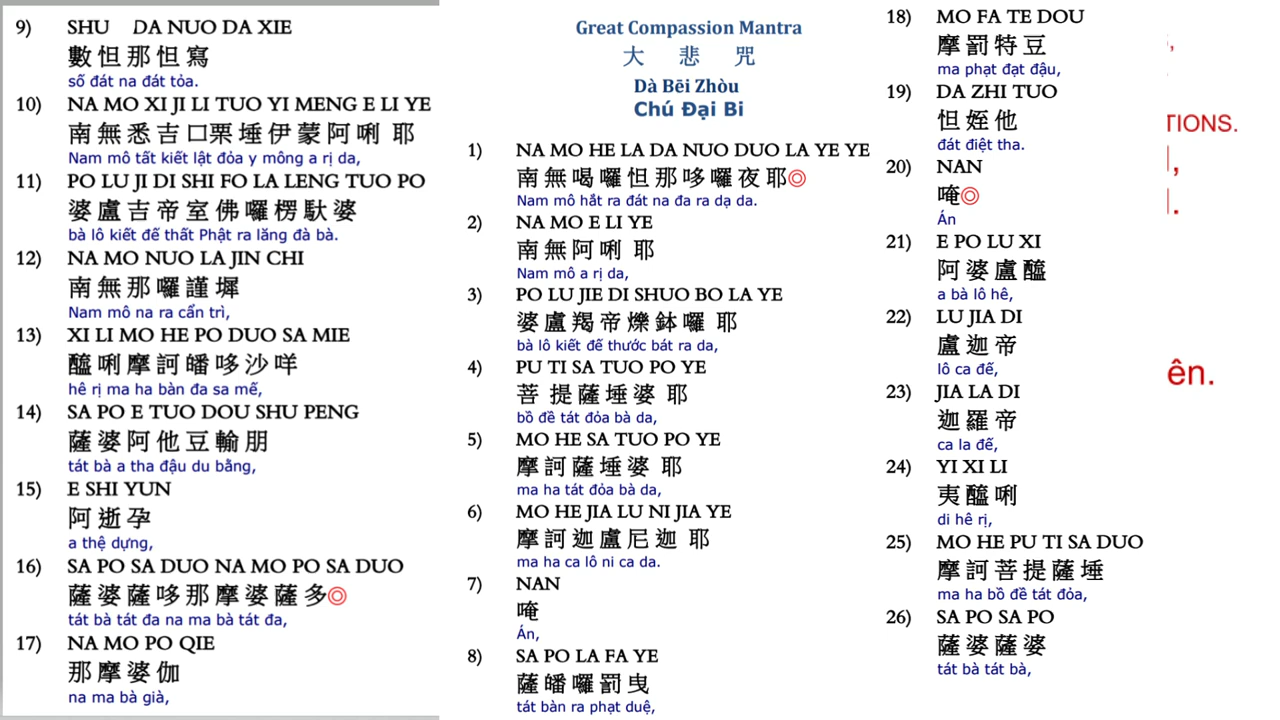 Great Compassion Mantra
大 悲 咒
Dà Bēi Zhòu
Chú Đại Bi
1) NA MO HE LA DA NUO DUO LA YE YE
南無喝囉怛那哆囉夜耶◎
Nam mô hắt ra đát na đa ra dạ da.
2) NA MO E LI YE
南無阿唎 耶
Nam mô a rị da,
3) PO LU JIE DI SHUO BO LA YE
婆盧羯帝爍鉢囉 耶
bà lô kiết đế thước bát ra da,
4) PU TI SA TUO PO YE
菩提薩埵婆 耶
bồ đề tát đỏa bà da,
5) MO HE SA TUO PO YE
摩訶薩埵婆 耶
ma ha tát đỏa bà da,
6) MO HE JIA LU NI JIA YE
摩訶迦盧尼迦 耶
ma ha ca lô ni ca da.
7) NAN
唵
Án,
8) SA PO LA FA YE
薩皤囉罰曳
tát bàn ra phạt duệ,
9) SHU DA NUO DA XIE
數怛那怛寫
số đát na đát tỏa.
10) NA MO XI JI LI TUO YI MENG E LI YE
南無悉吉口栗埵伊蒙阿唎 耶
Nam mô tất kiết lật đỏa y mông a rị da,
11) PO LU JI DI SHI FO LA LENG TUO PO
婆盧吉帝室佛囉楞馱婆
bà lô kiết đế thất Phật ra lăng đà bà.
12) NA MO NUO LA JIN CHI
南無那囉謹墀
Nam mô na ra cẩn trì,
13) XI LI MO HE PO DUO SA MIE
醯唎摩訶皤哆沙咩
hê rị ma ha bàn đa sa mế,
14) SA PO E TUO DOU SHU PENG
薩婆阿他豆輸朋
tát bà a tha đậu du bằng,
15) E SHI YUN
阿逝孕
a thệ dựng,
16) SA PO SA DUO NA MO PO SA DUO
薩婆薩哆那摩婆薩多◎
tát bà tát đa na ma bà tát đa,
17) NA MO PO QIE
那摩婆伽
na ma bà già,
18) MO FA TE DOU
摩罰特豆
ma phạt đạt đậu,
19) DA ZHI TUO
怛姪他
đát điệt tha.
20) NAN
唵◎
Án
21) E PO LU XI
阿婆盧醯
a bà lô hê,
22) LU JIA DI
盧迦帝
lô ca đế,
23) JIA LA DI
迦羅帝
ca la đế,
24) YI XI LI
夷醯唎
di hê rị,
25) MO HE PU TI SA DUO
摩訶菩提薩埵
ma ha bồ đề tát đỏa,
26) SA PO SA PO
薩婆薩婆
tát bà tát bà,
TIONS.
ên.